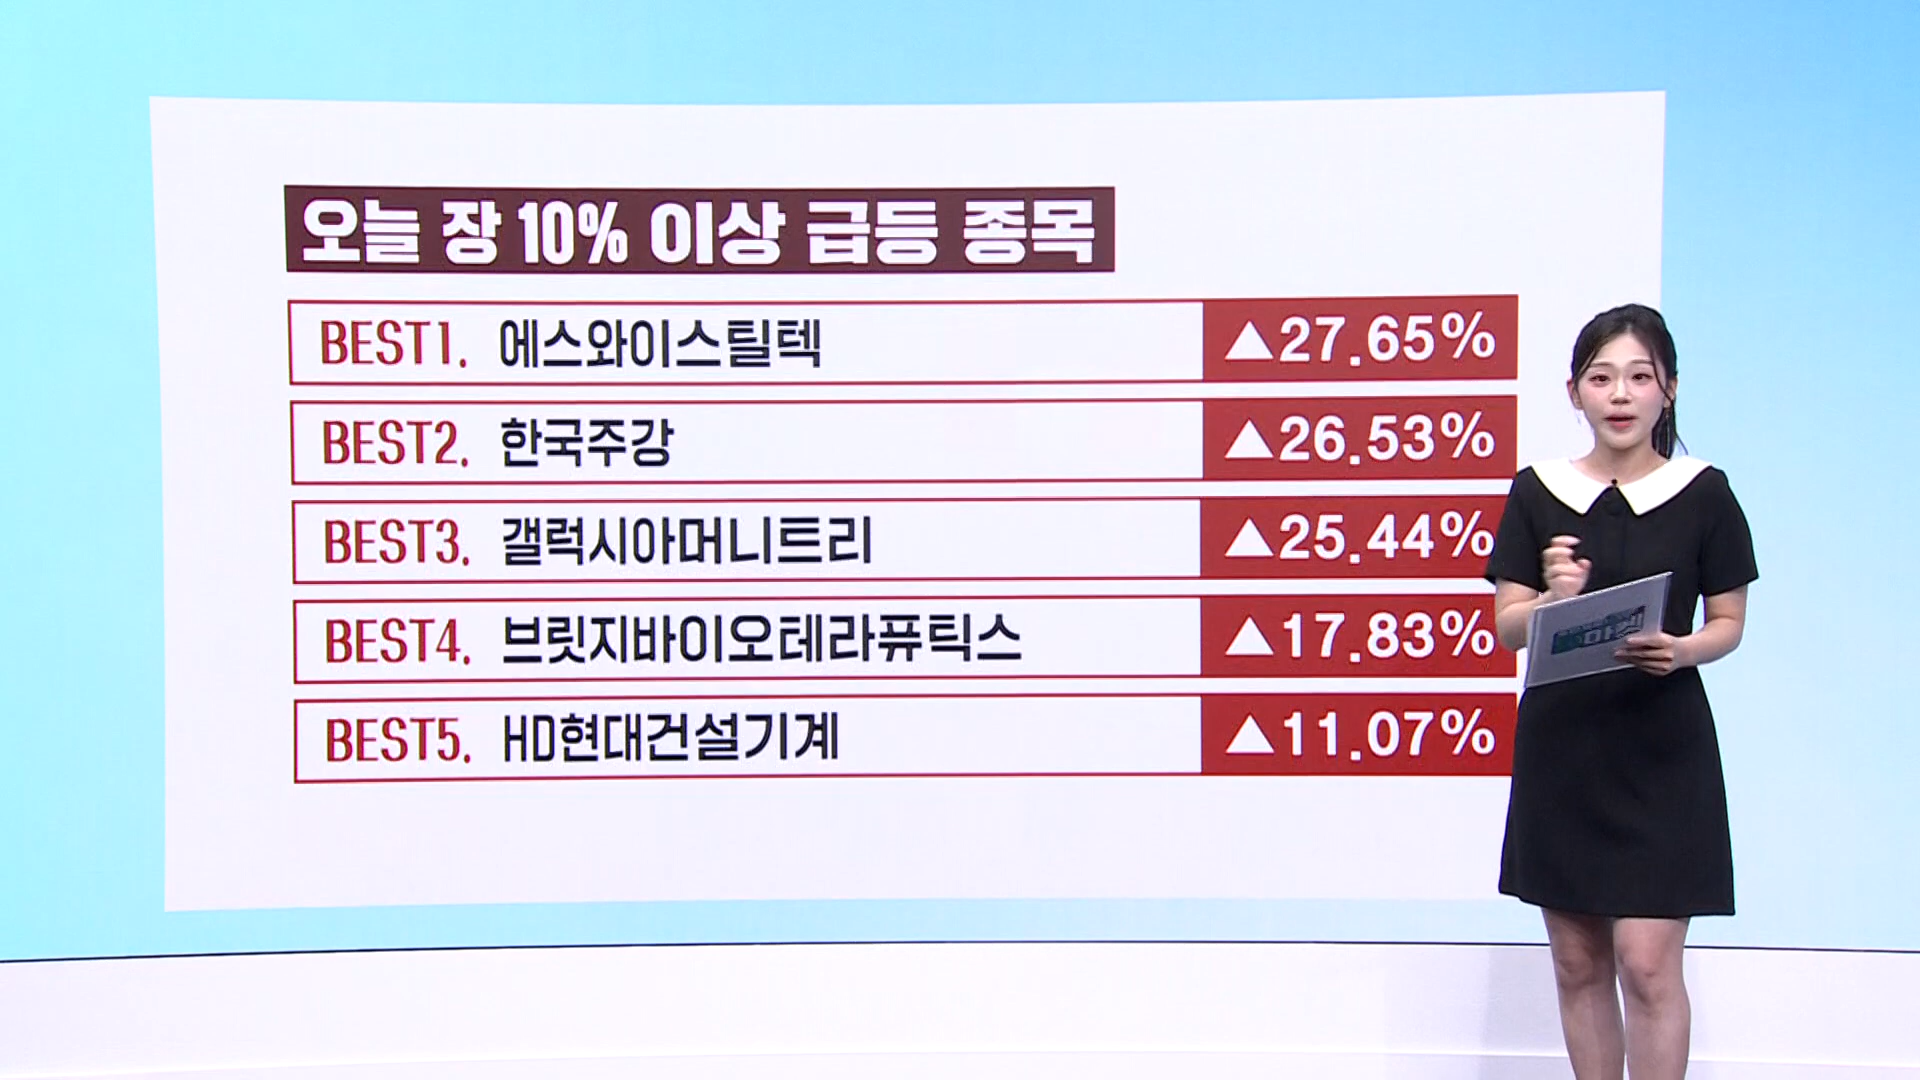 오늘 장 10% 이상 급등 종목
BEST1. 에스와이스틸텍 ▲27.65%
BEST2. 한국주강 ▲26.53%
BEST3. 갤럭시아머니트리 ▲25.44%
BEST4. 브릿지바이오테라퓨틱스 ▲17.83%
BEST5. HD현대건설기계 ▲11.07%